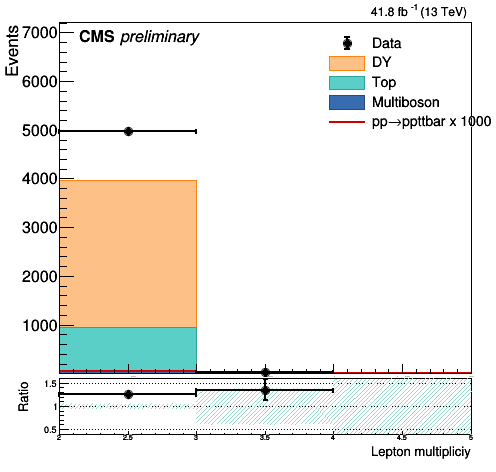 41.8 fb⁻¹ (13 TeV)
Events
CMS preliminary
Data
DY
Top
Multiboson
pp→ppttbar x 1000
7000
6000
5000
4000
3000
2000
1000
Ratio
1.5
1
0.5
2 2.5 3 3.5 4 4.5 5
Lepton multipliciy